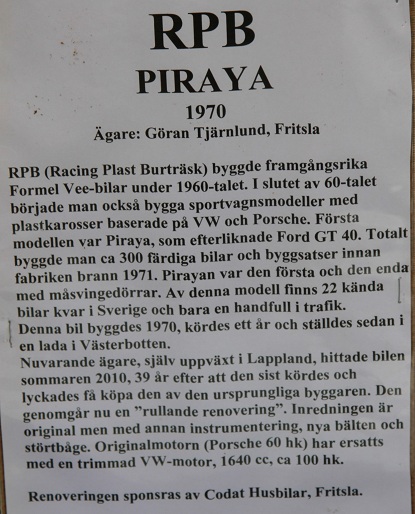 RPB
PIRAYA
1970
Ägare: Göran Tjärnlund, Fritsla
RPB (Racing Plast Burträsk) byggde framgångsrika
Formel Vee-bilar under 1960-talet. I slutet av 60-talet
började man också bygga sportvagnsmodeller med
plastkarosser baserade på VW och Porsche. Första
modellen var Piraya, som efterliknade Ford GT 40. Totalt
byggde man ca 300 färdiga bilar och byggsatser innan
fabriken brann 1971. Pirayan var den första och den enda
med måsvingedörrar. Av denna modell finns 22 kända
bilar kvar i Sverige och bara en handfull i trafik.
Denna bil byggdes 1970, kördes ett år och ställdes sedan i
en lada i Västerbotten.
Nuvarande ägare, själv uppväxt i Lappland, hittade bilen
sommaren 2010, 39 år efter att den sist kördes och
lyckades få köpa den av den ursprungliga byggaren. Den
genomgår nu en ”rullande renovering”. Inredningen är
original men med annan instrumentering, nya bälten och
störtbåge. Originalmotorn (Porsche 60 hk) har ersatts
med en trimmad VW-motor, 1640 cc, ca 100 hk.
Renoveringen sponsras av Codat Husbilar, Fritsla.